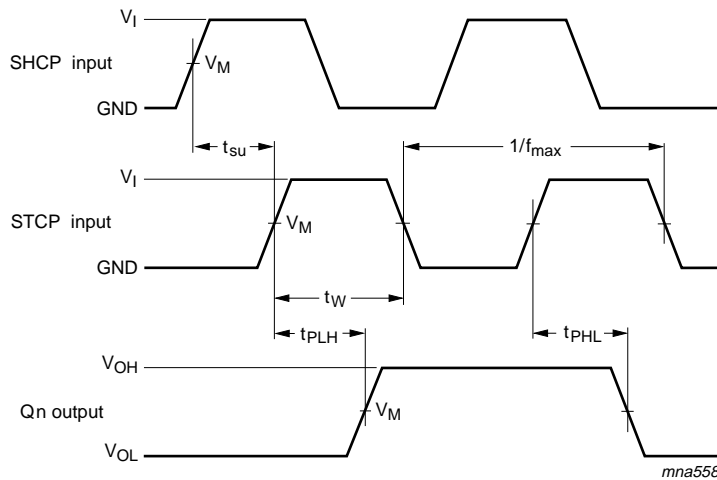 VI
SHCP input
VM
GND
tsu
1/fmax
VI
STCP input
VM
GND
tW
tPLH
tPHL
VOH
Qn output
VM
VOL
mna558